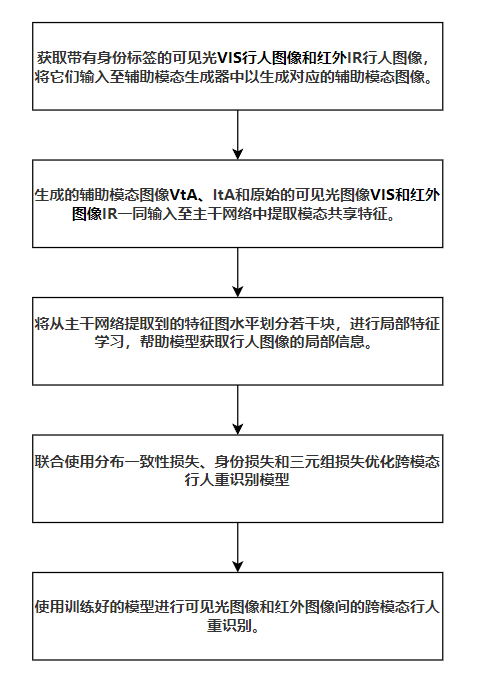 获取带有身份标签的可见光VIS行人图像和红外IR行人图像，
将它们输入至辅助模态生成器中以生成对应的辅助模态图像。
生成的辅助模态图像VtA、ItA和原始的可见光图像VIS和红外
图像IR一同输入至主干网络中提取模态共享特征。
将从主干网络提取到的特征图水平划分若干块，进行局部特征
学习，帮助模型获取行人图像的局部信息。
联合使用分布一致性损失、身份损失和三元组损失优化跨模态
行人重识别模型
使用训练好的模型进行可见光图像和红外图像间的跨模态行人
重识别。